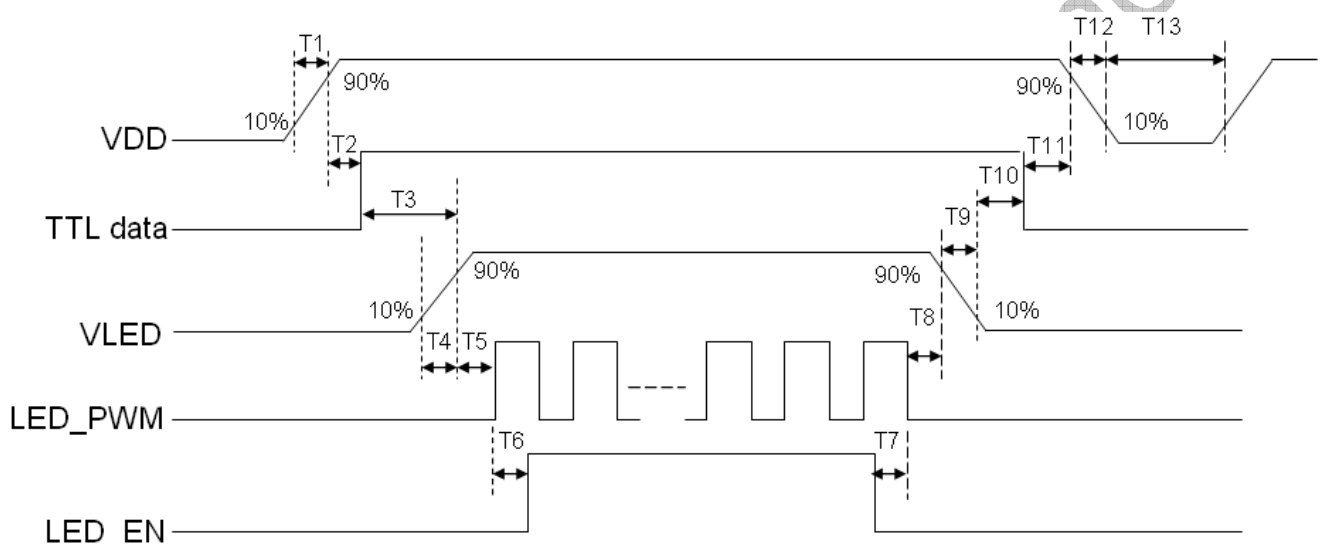 T12 T13
T1
90%
90%
10%
10%
VDD
T2
T11
T10
T3
T9
TTL data
90%
90%
10%
10%
VLED
T8
T4 T5
LED_PWM
T6
T7
LED_EN